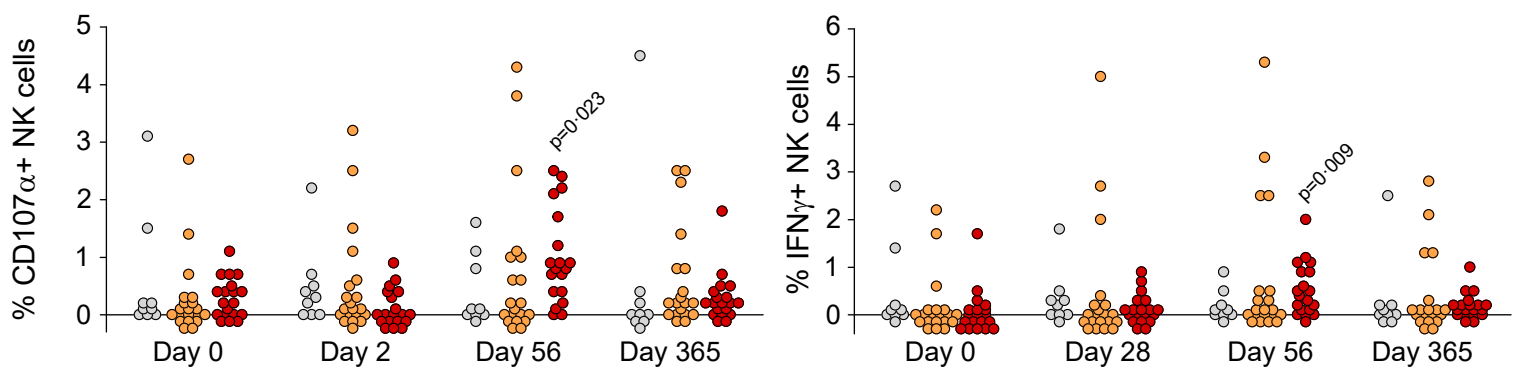 % CD107α+ NK cells
5
4
3
2
1
0
p=0·023
Day 0
Day 2
Day 56
Day 365
% IFNγ+ NK cells
6
5
4
3
2
1
0
p=0·009
Day 0
Day 28
Day 56
Day 365